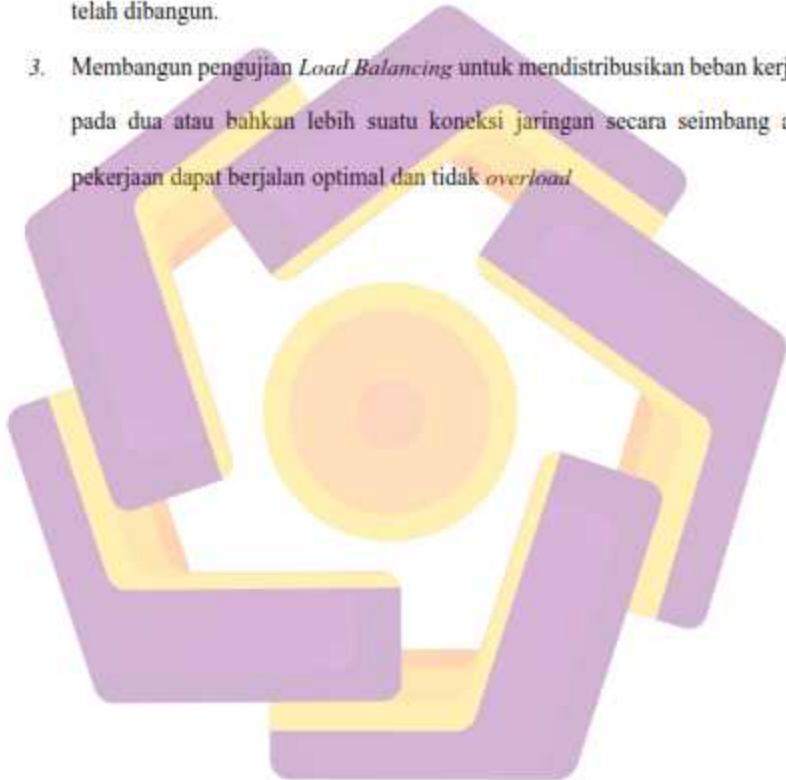 telah dibangun.
3. Membangun pengujian Load Balancing untuk mendistribusikan beban kerj
pada dua atau bahkan lebih suatu koneksi jaringan secara seimbang a
pekerjaan dapat berjalan optimal dan tidak overload